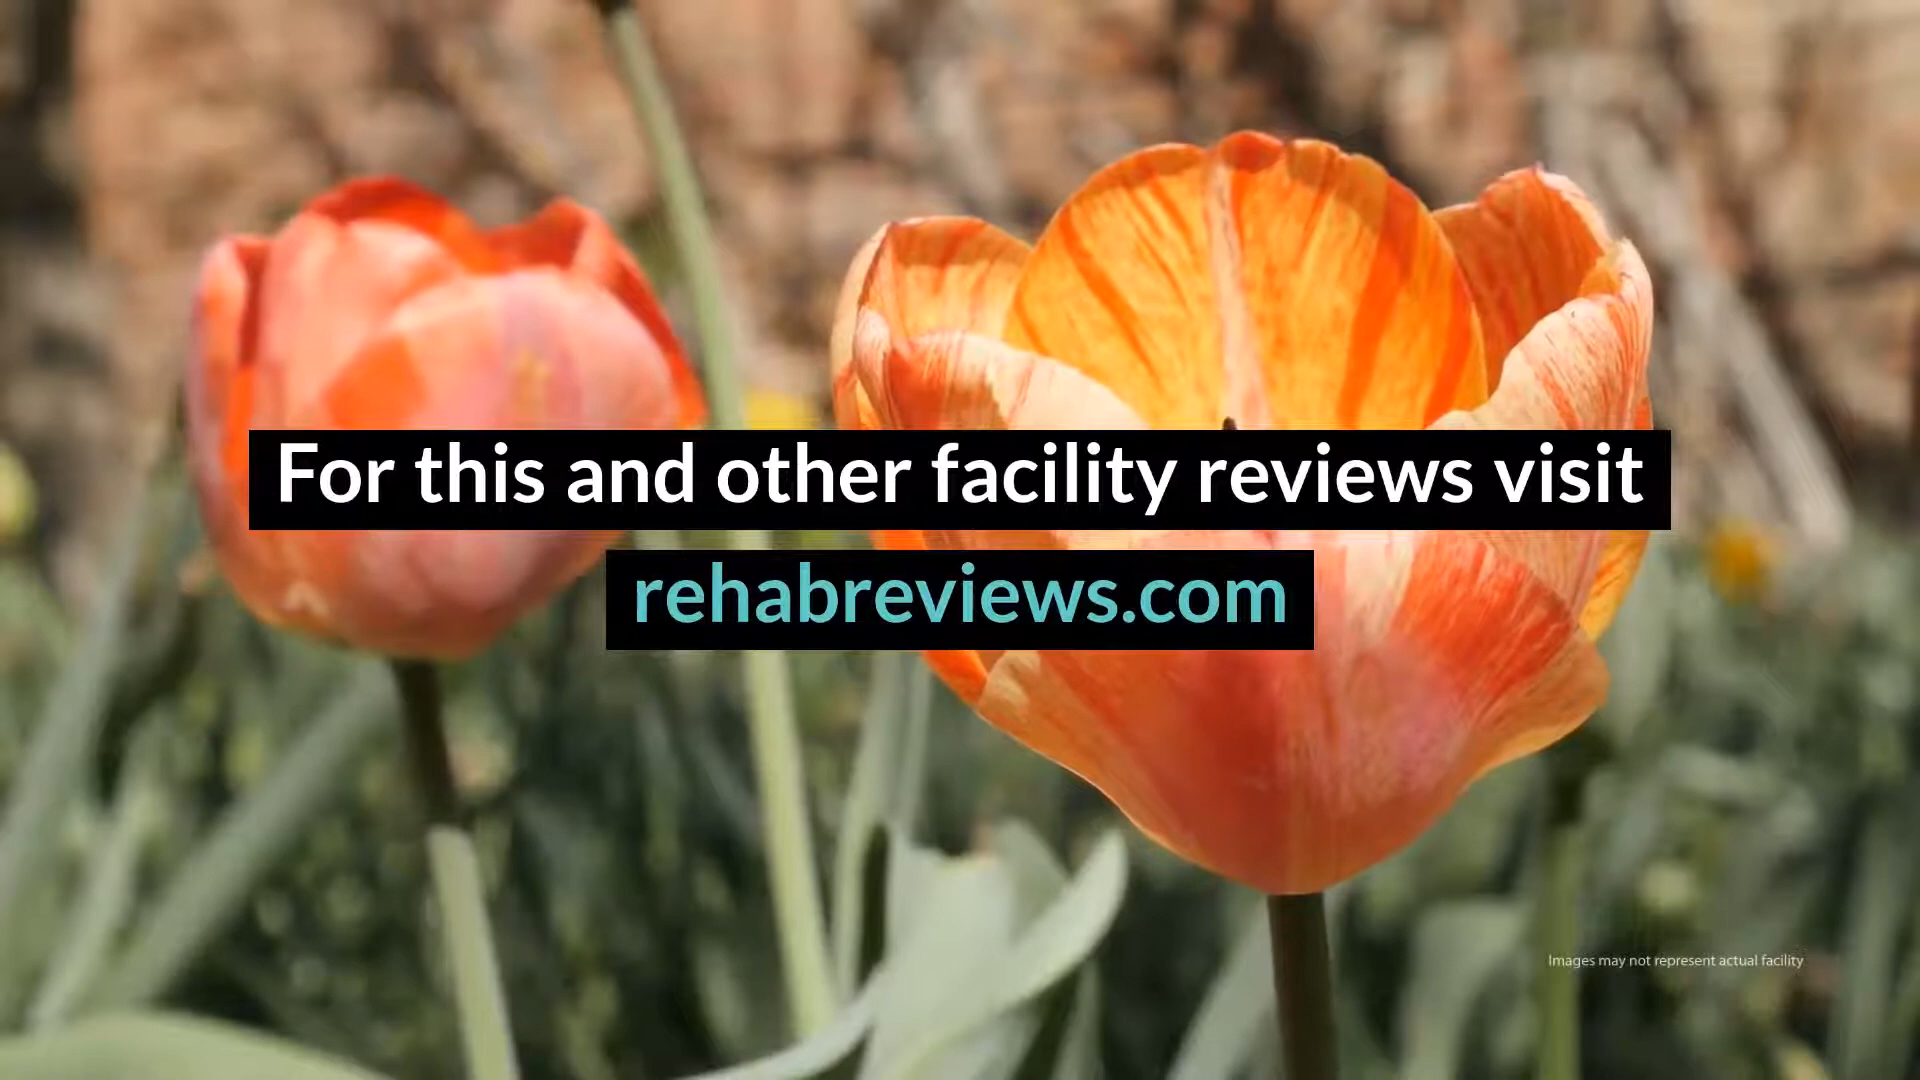 For this and other facility reviews visit
rehabreviews.com
Images may not represent actual facility